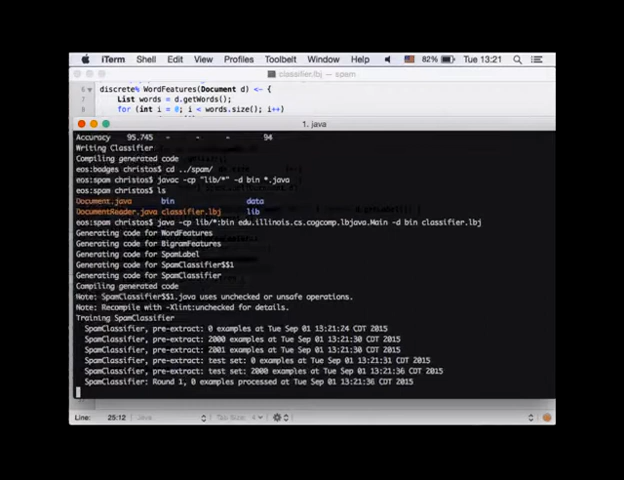 iTerm Shell Edit View Profiles Toolbelt Window Help 82% Tue 13:21
classifier.lbj — spam
6 discrete% WordFeatures(Document d) <- {
7 List words = d.getWords();
8 for (int i = 0; i < words.size(); i++)
1. java
Accuracy 95.745 - - - 94
Writing Classifier
Compiling generated code
eos:badges christos$ cd ../spam/
eos:spam christos$ javac -cp "lib/*" -d bin *.java
eos:spam christos$ ls
Document.java bin data
DocumentReader.java classifier.lbj lib
eos:spam christos$ java -cp lib/*:bin edu.illinois.cs.cogcomp.lbjava.Main -d bin classifier.lbj
Generating code for WordFeatures
Generating code for BigramFeatures
Generating code for SpamLabel
Generating code for SpamClassifier$$1
Generating code for SpamClassifier
Compiling generated code
Note: SpamClassifier$$1.java uses unchecked or unsafe operations.
Note: Recompile with -Xlint:unchecked for details.
Training SpamClassifier
SpamClassifier, pre-extract: 0 examples at Tue Sep 01 13:21:24 CDT 2015
SpamClassifier, pre-extract: 2000 examples at Tue Sep 01 13:21:30 CDT 2015
SpamClassifier, pre-extract: 2001 examples at Tue Sep 01 13:21:30 CDT 2015
SpamClassifier, pre-extract: test set: 0 examples at Tue Sep 01 13:21:31 CDT 2015
SpamClassifier, pre-extract: test set: 2000 examples at Tue Sep 01 13:21:36 CDT 2015
SpamClassifier: Round 1, 0 examples processed at Tue Sep 01 13:21:36 CDT 2015
Line: 25:12 Java Tab Size: 4